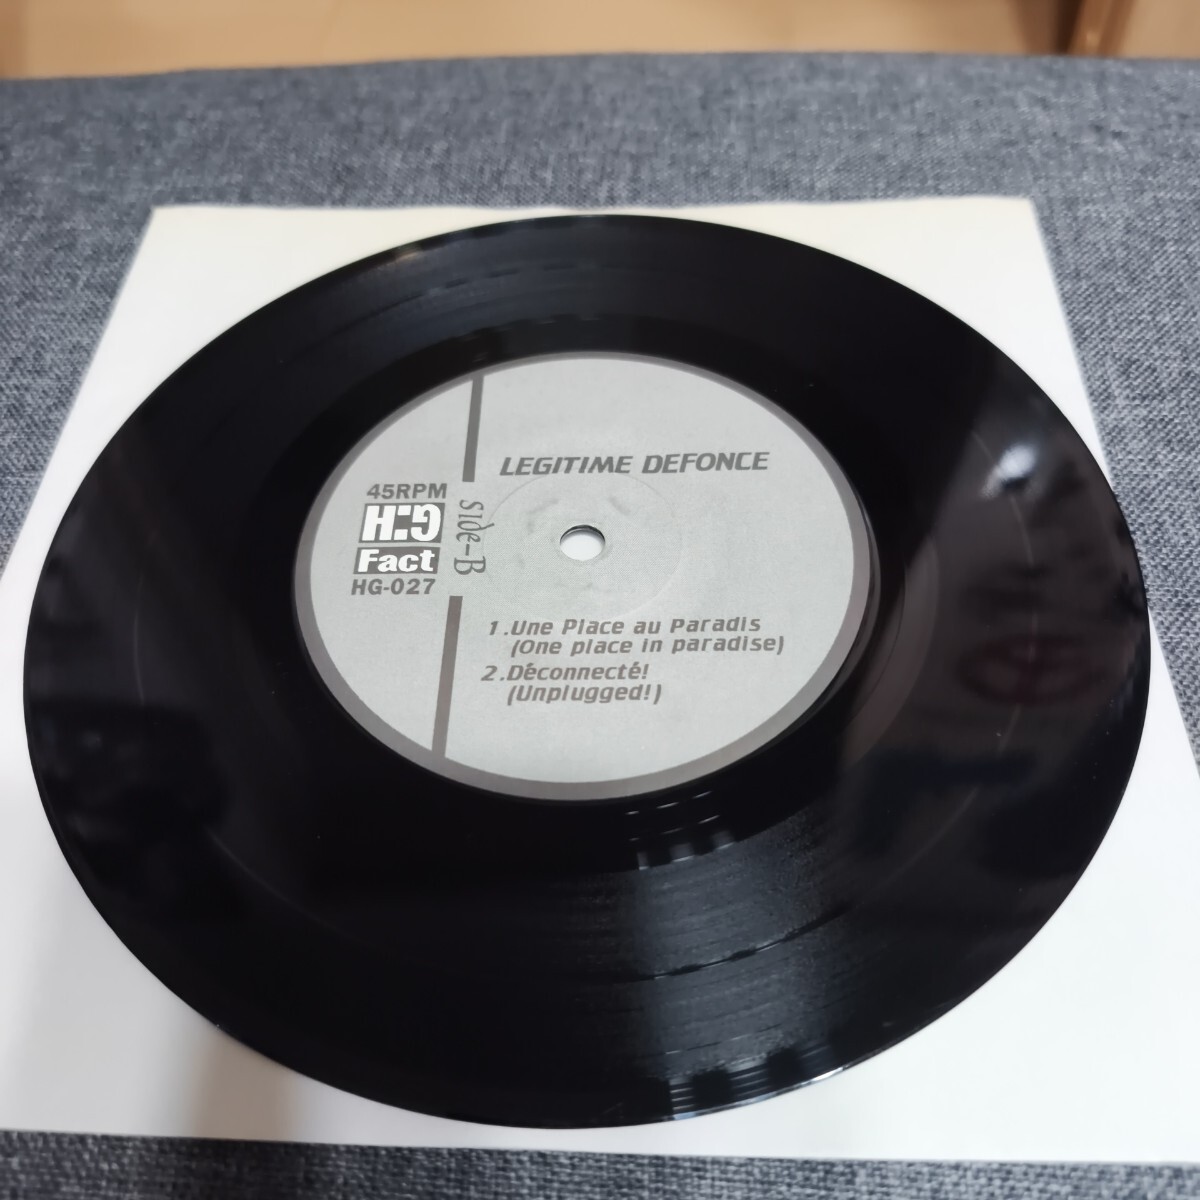 LEGITIME DEFONCE
45RPM
H:G
Fact
HG-027
Side-B
1.Une Place au Paradis
(One place in paradise)
2.Déconnecté!
(Unplugged!)